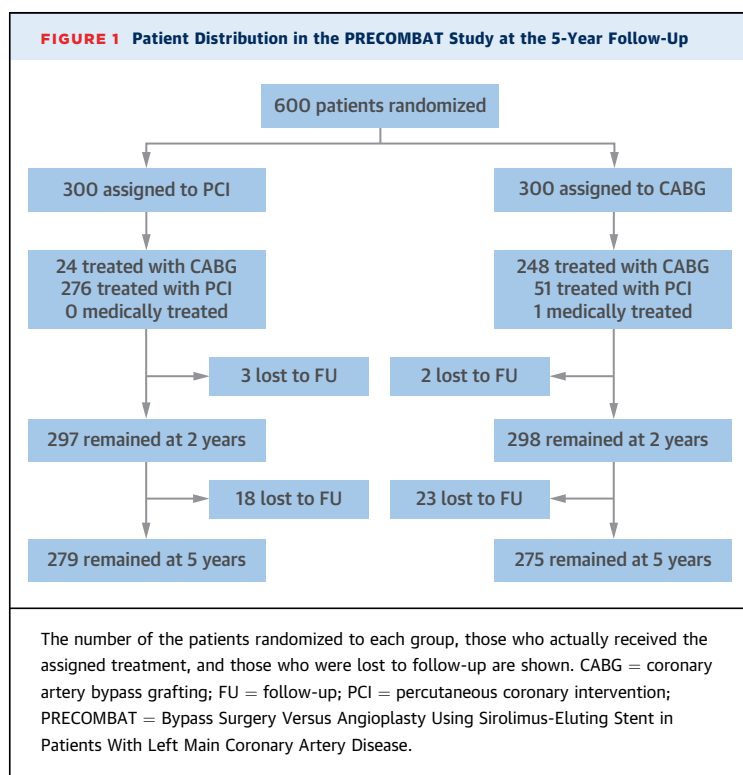 FIGURE 1 Patient Distribution in the PRECOMBAT Study at the 5-Year Follow-Up
600 patients randomized
300 assigned to PCI
300 assigned to CABG
24 treated with CABG
276 treated with PCI
0 medically treated
248 treated with CABG
51 treated with PCI
1 medically treated
3 lost to FU
2 lost to FU
297 remained at 2 years
298 remained at 2 years
18 lost to FU
23 lost to FU
279 remained at 5 years
275 remained at 5 years
The number of the patients randomized to each group, those who actually received the
assigned treatment, and those who were lost to follow-up are shown. CABG = coronary
artery bypass grafting; FU = follow-up; PCI = percutaneous coronary intervention;
PRECOMBAT = Bypass Surgery Versus Angioplasty Using Sirolimus-Eluting Stent in
Patients With Left Main Coronary Artery Disease.